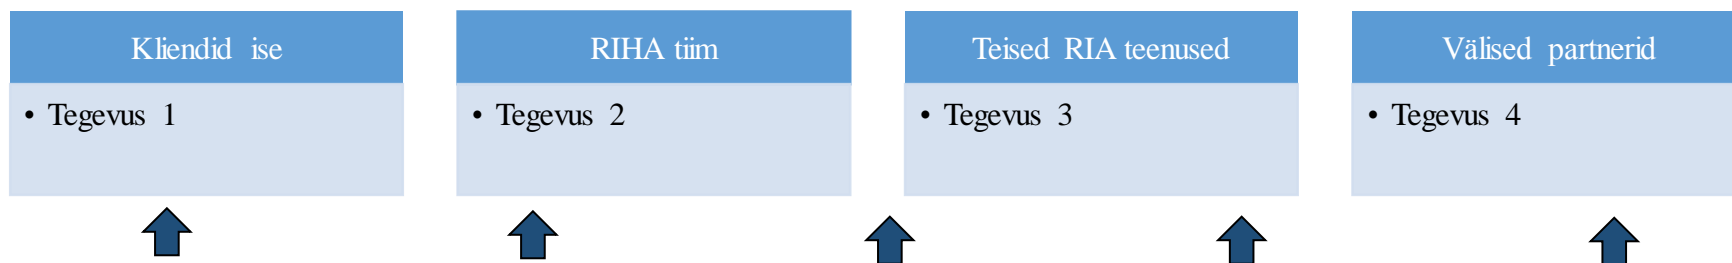 Kliendid ise
• Tegevus 1
RIHA tiim
• Tegevus 2
Teised RIA teenused
• Tegevus 3
Välised partnerid
• Tegevus 4